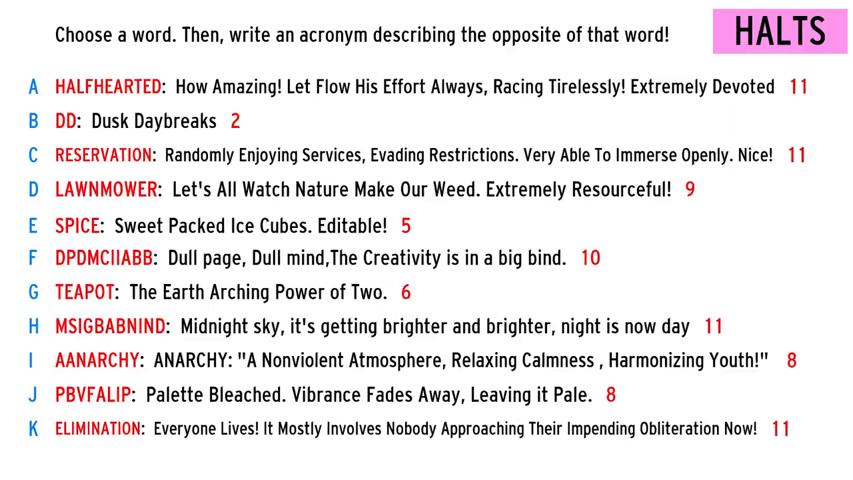 Choose a word. Then, write an acronym describing the opposite of that word!
HALTS
A HALFHEARTED: How Amazing! Let Flow His Effort Always, Racing Tirelessly! Extremely Devoted 11
B DD: Dusk Daybreaks 2
C RESERVATION: Randomly Enjoying Services, Evading Restrictions. Very Able To Immerse Openly. Nice! 11
D LAWNMOWER: Let's All Watch Nature Make Our Weed. Extremely Resourceful! 9
E SPICE: Sweet Packed Ice Cubes. Editable! 5
F DPDMCIIABB: Dull page, Dull mind,The Creativity is in a big bind. 10
G TEAPOT: The Earth Arching Power of Two. 6
H MSIGBABNIND: Midnight sky, it's getting brighter and brighter, night is now day 11
I AANARCHY: ANARCHY: "A Nonviolent Atmosphere, Relaxing Calmness , Harmonizing Youth!" 8
J PBVFALIP: Palette Bleached. Vibrance Fades Away, Leaving it Pale. 8
K ELIMINATION: Everyone Lives! It Mostly Involves Nobody Approaching Their Impending Obliteration Now! 11